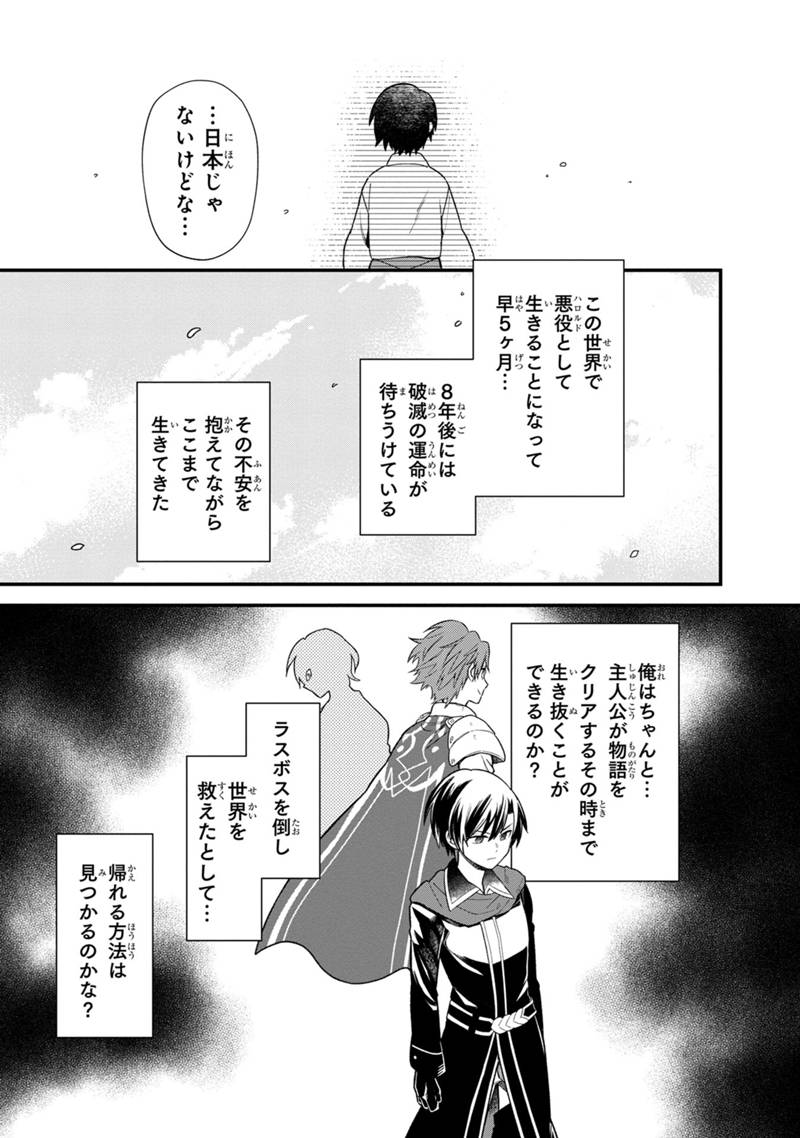 …日本じゃ
ないけどな…
この世界で
悪役として
生きることになって
早5ヶ月…
8年後には
破滅の運命が
待ちうけている
その不安を
抱えてながら
ここまで
生きてきた
俺はちゃんと…
主人公が物語を
クリアするその時まで
生き抜くことが
できるのか?
ラスボスを倒し
世界を
救えたとして…
帰れる方法は
見つかるのかな?